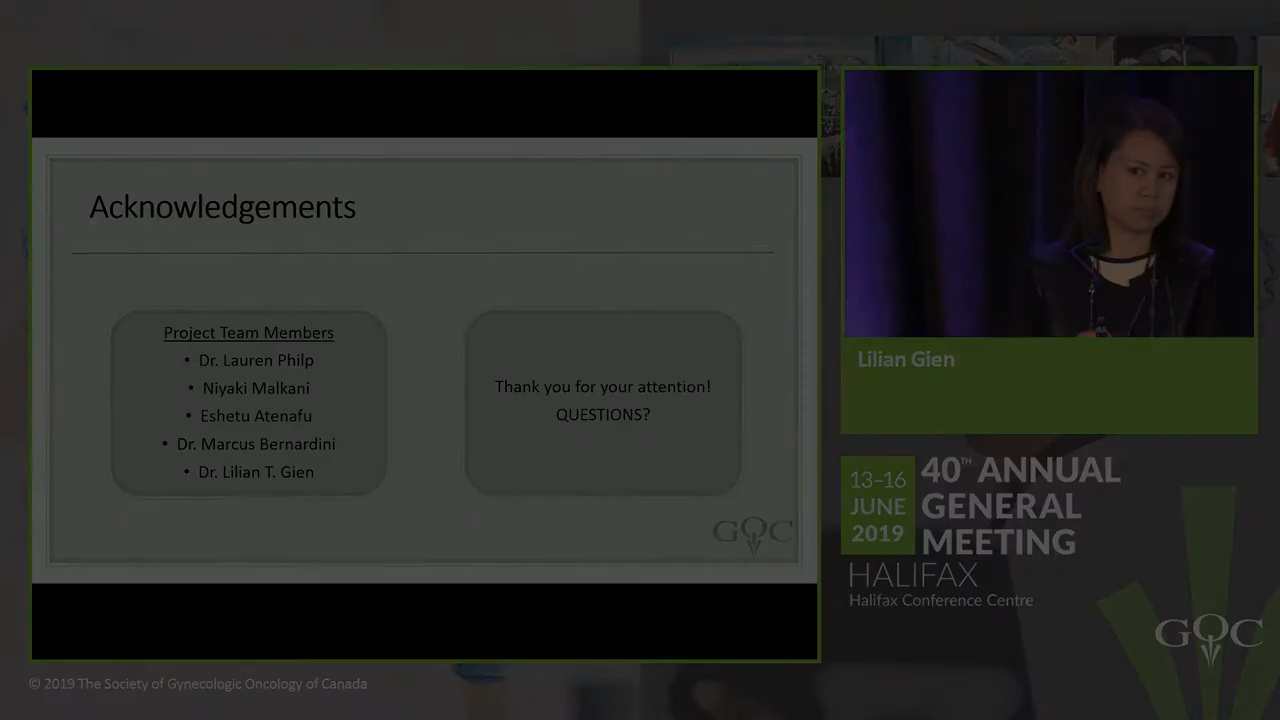 Acknowledgements
Project Team Members
• Dr. Lauren Philp
• Niyaki Malkani
• Eshetu Atenafu
• Dr. Marcus Bernardini
• Dr. Lilian T. Gien
Thank you for your attention!
QUESTIONS?
GOC
Lilian Gien
13–16
JUNE
2019
40TH ANNUAL
GENERAL
MEETING
HALIFAX
Halifax Conference Centre
GOC
© 2019 The Society of Gynecologic Oncology of Canada